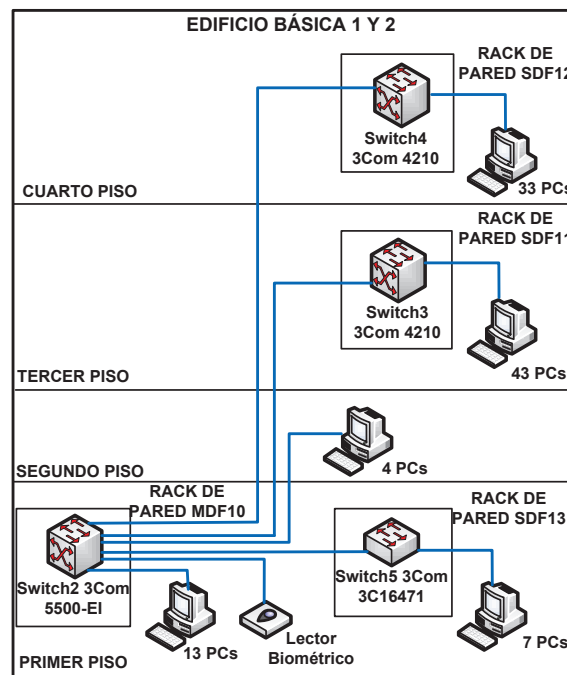 EDIFICIO BÁSICA 1 Y 2
RACK DE
PARED SDF12
Switch4
3Com 4210
33 PCs
CUARTO PISO
RACK DE
PARED SDF11
Switch3
3Com 4210
43 PCs
TERCER PISO
4 PCs
SEGUNDO PISO
RACK DE
PARED MDF10
RACK DE
PARED SDF13
Switch2 3Com
5500-EI
Switch5 3Com
3C16471
13 PCs
Lector
Biométrico
7 PCs
PRIMER PISO